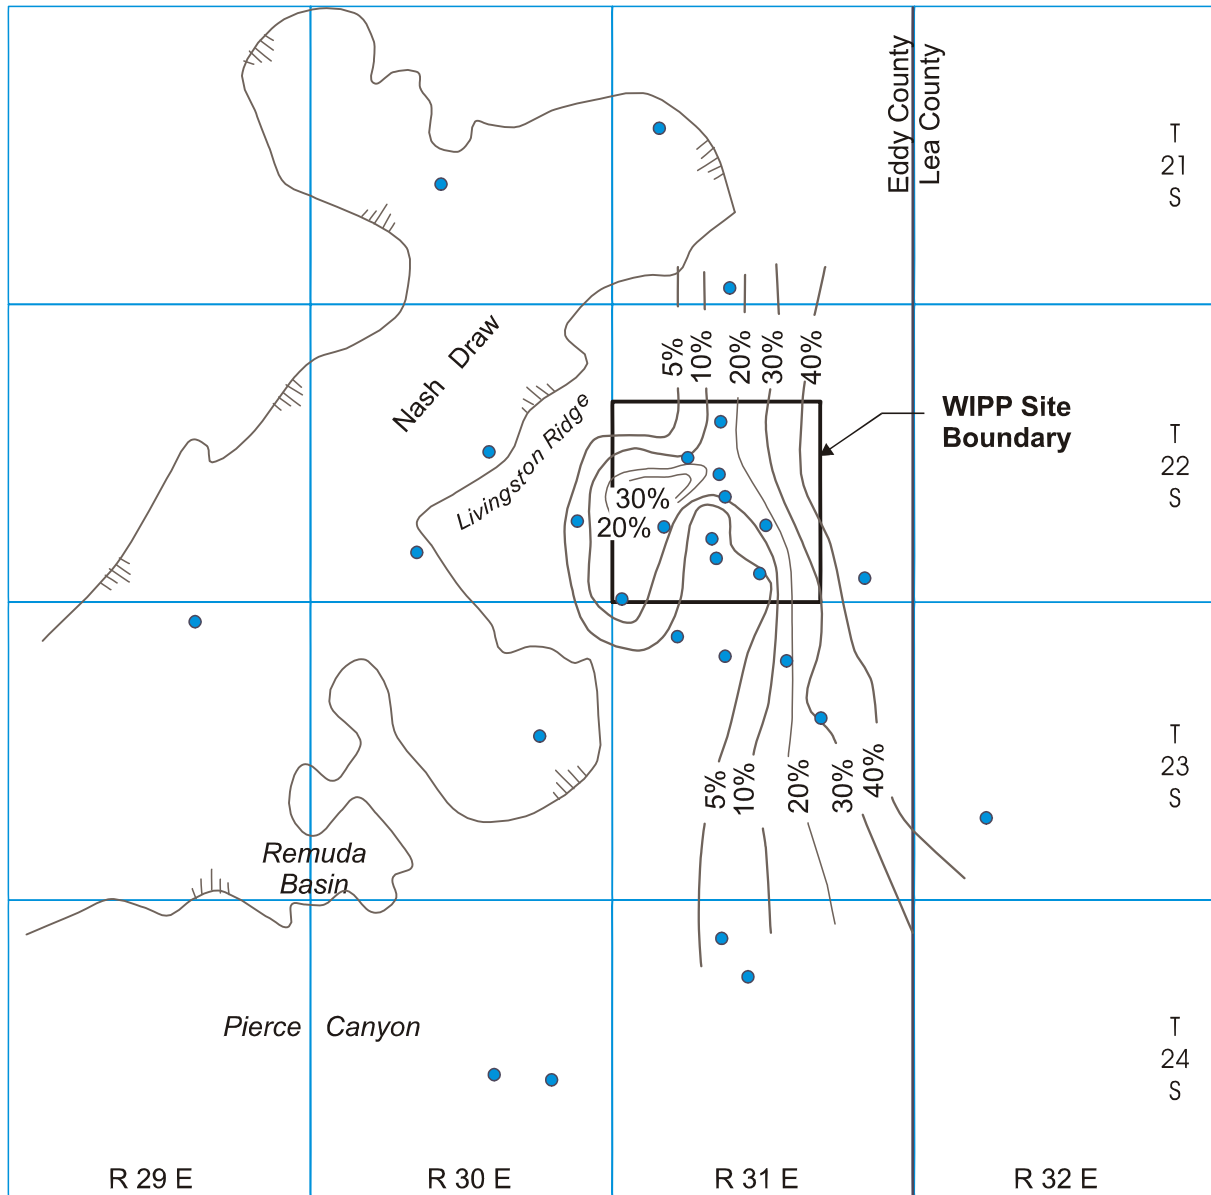 Eddy County
Lea County
T
21
S
Nash Draw
5%
10%
20%
30%
40%
WIPP Site
Boundary
Livingston Ridge
T
22
S
30%
20%
5%
10%
20%
30%
40%
T
23
S
Remuda
Basin
Pierce Canyon
T
24
S
R 29 E
R 30 E
R 31 E
R 32 E